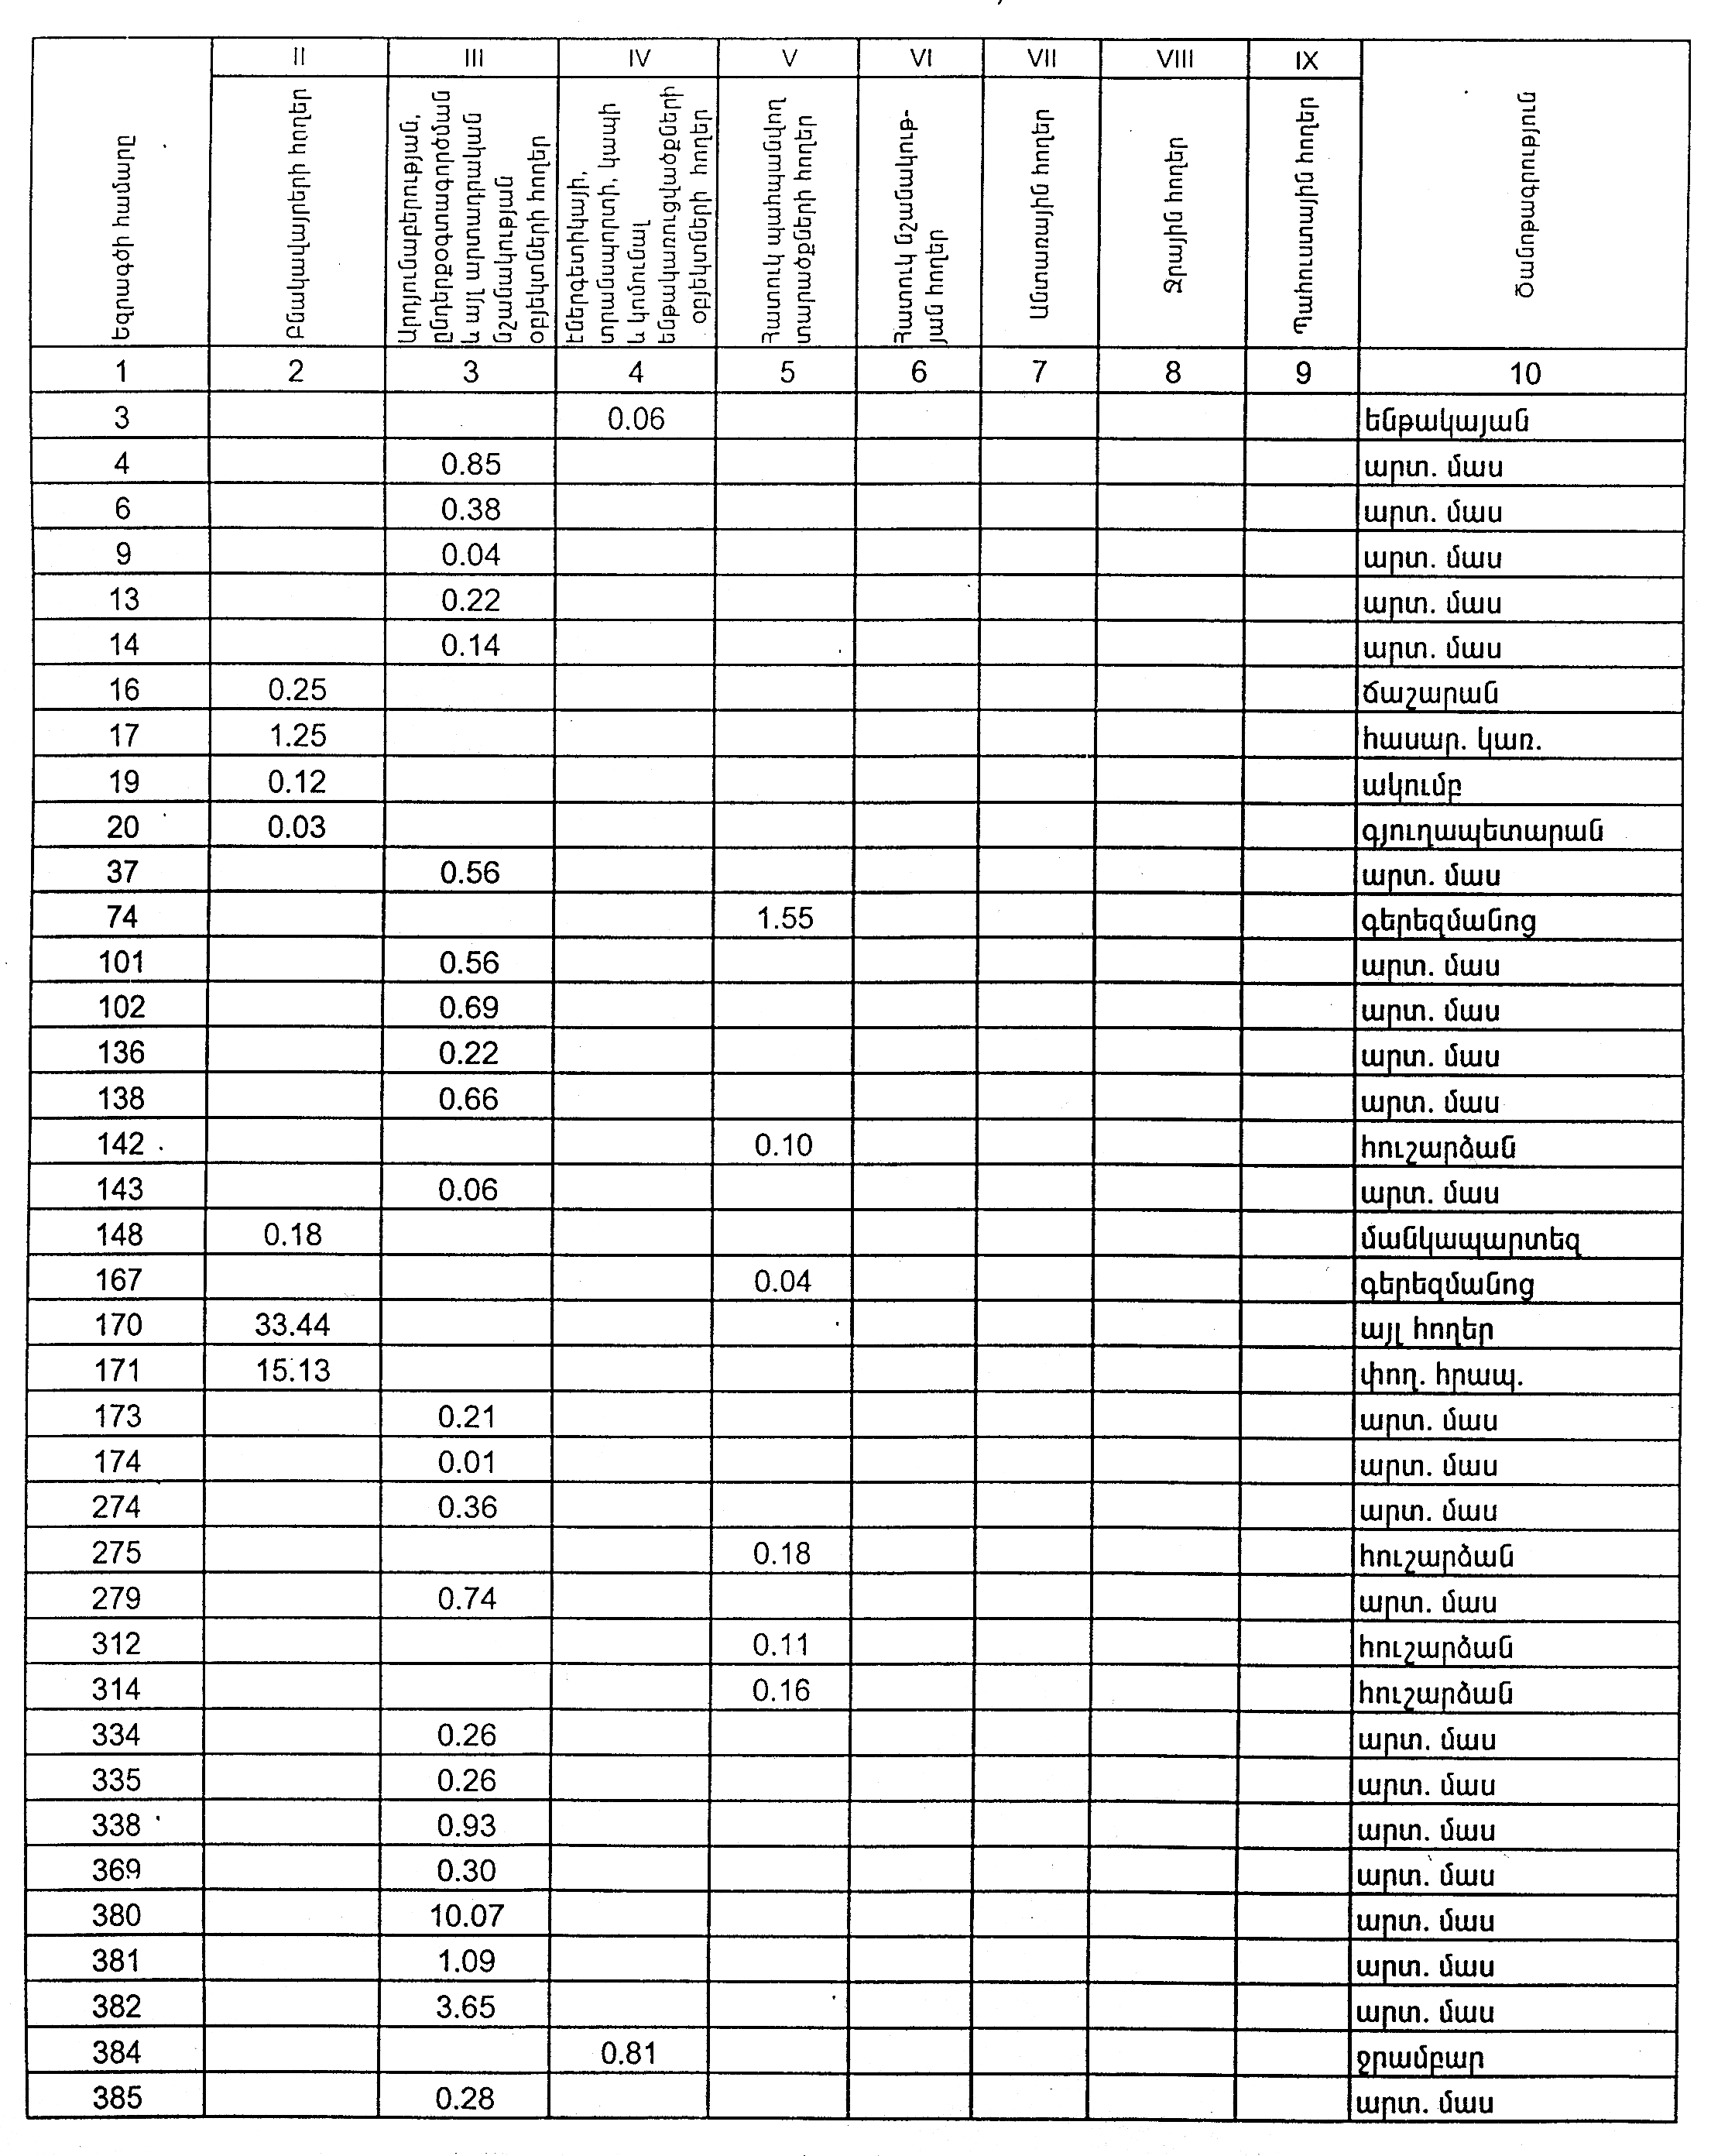 II III IV V VI VII VIII IX
Եզրագծի համարը
Բնակավայրերի հողեր
Արդյունաբերության,
ընդերքօգտագործման
և այլ արտադրական
նշանակության
օբյեկտների հողեր
Էներգետիկայի,
տրանսպորտի, կապի
և կոմունալ
ենթակառուցվածքների
օբյեկտների հողեր
Հատուկ պահպանվող
տարածքների հողեր
Հատուկ նշանակութ-
յան հողեր
Անտառային հողեր
Ջրային հողեր
Պահուստային հողեր
Ծանոթագրություն
1 2 3 4 5 6 7 8 9 10
3 0.06 ենթակայան
4 0.85 արտ. մաս
6 0.38 արտ. մաս
9 0.04 արտ. մաս
13 0.22 արտ. մաս
14 0.14 արտ. մաս
16 0.25 ճաշարան
17 1.25 հասար. կառ.
19 0.12 ակումբ
20 0.03 գյուղապետարան
37 0.56 արտ. մաս
74 1.55 գերեզմանոց
101 0.56 արտ. մաս
102 0.69 արտ. մաս
136 0.22 արտ. մաս
138 0.66 արտ. մաս
142 0.10 հուշարձան
143 0.06 արտ. մաս
148 0.18 մանկապարտեզ
167 0.04 գերեզմանոց
170 33.44 այլ հողեր
171 15.13 փող. հրապ.
173 0.21 արտ. մաս
174 0.01 արտ. մաս
274 0.36 արտ. մաս
275 0.18 հուշարձան
279 0.74 արտ. մաս
312 0.11 հուշարձան
314 0.16 հուշարձան
334 0.26 արտ. մաս
335 0.26 արտ. մաս
338 0.93 արտ. մաս
369 0.30 արտ. մաս
380 10.07 արտ. մաս
381 1.09 արտ. մաս
382 3.65 արտ. մաս
384 0.81 ջրամբար
385 0.28 արտ. մաս